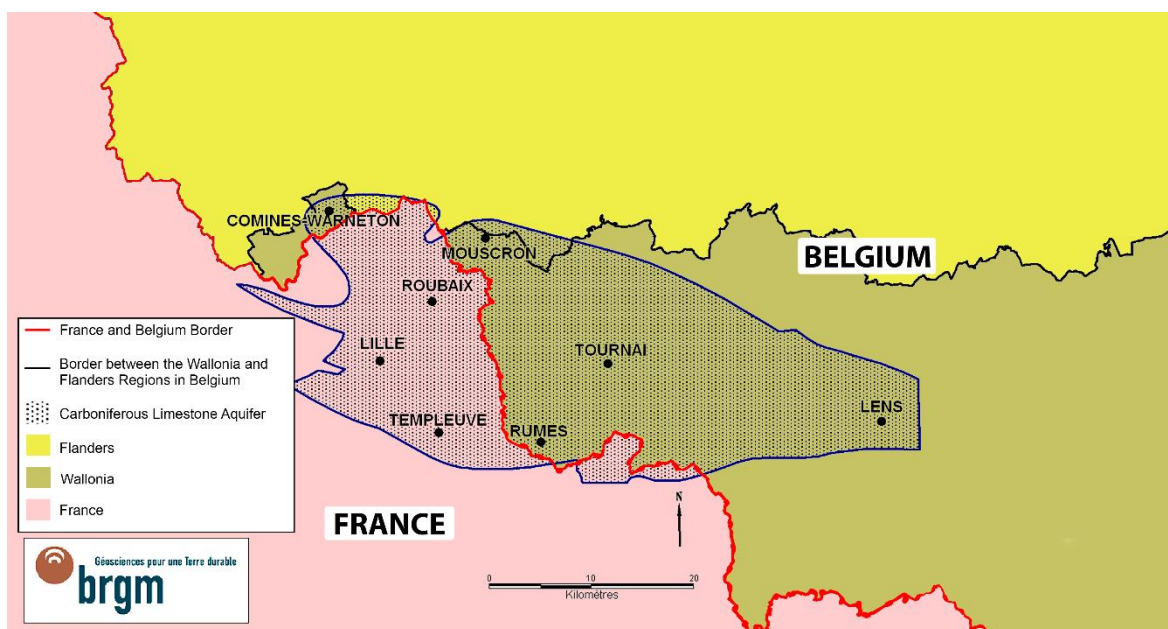 COMINES-WARNETON
MOUSCRON
BELGIUM
ROUBAIX
France and Belgium Border
Border between the Wallonia and
Flanders Regions in Belgium
Carboniferous Limestone Aquifer
Flanders
Wallonia
France
LILLE
TOURNAI
LENS
TEMPLEUVE
RUMES
FRANCE
N
0 10 20
Kilométres
Géosciences pour une Terre durable
brgm